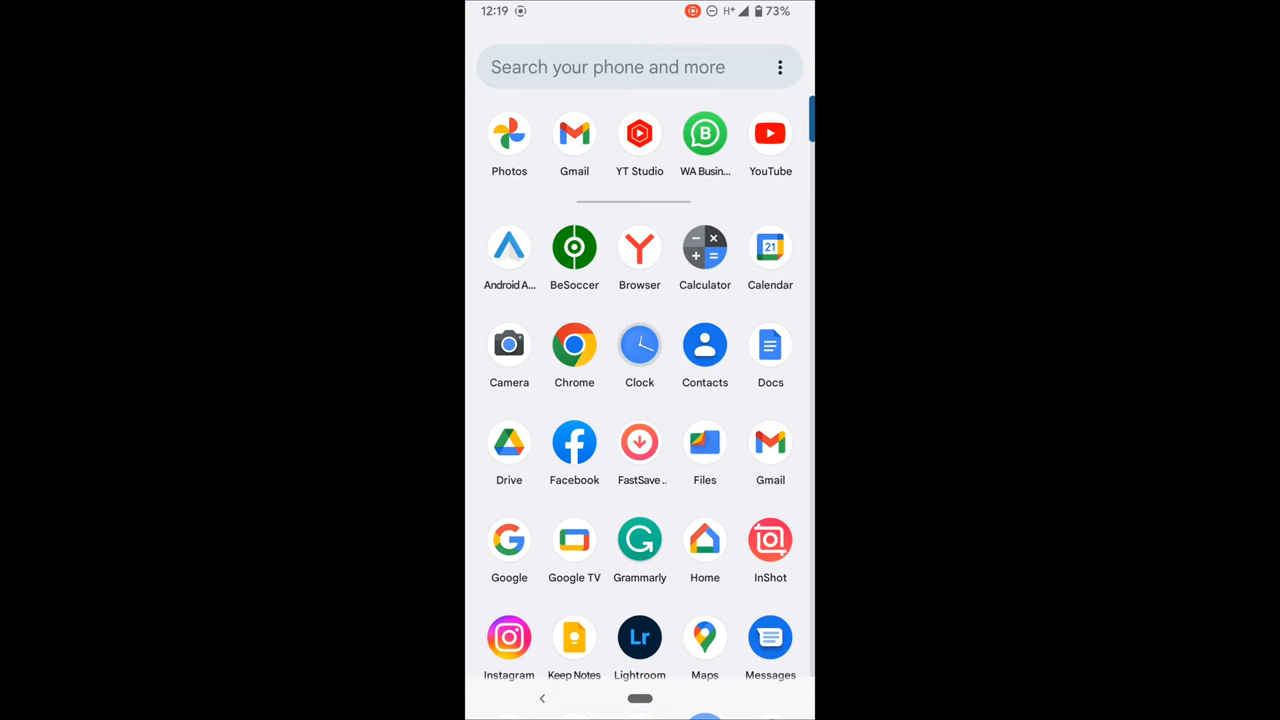 12:19 H+ 73%
Search your phone and more
Photos Gmail YT Studio WA Busin... YouTube
21
Android A... BeSoccer Browser Calculator Calendar
Camera Chrome Clock Contacts Docs
Drive Facebook FastSave .. Files Gmail
Lr
Google Google TV Grammarly Home InShot
Instagram Keep Notes Lightroom Maps Messages